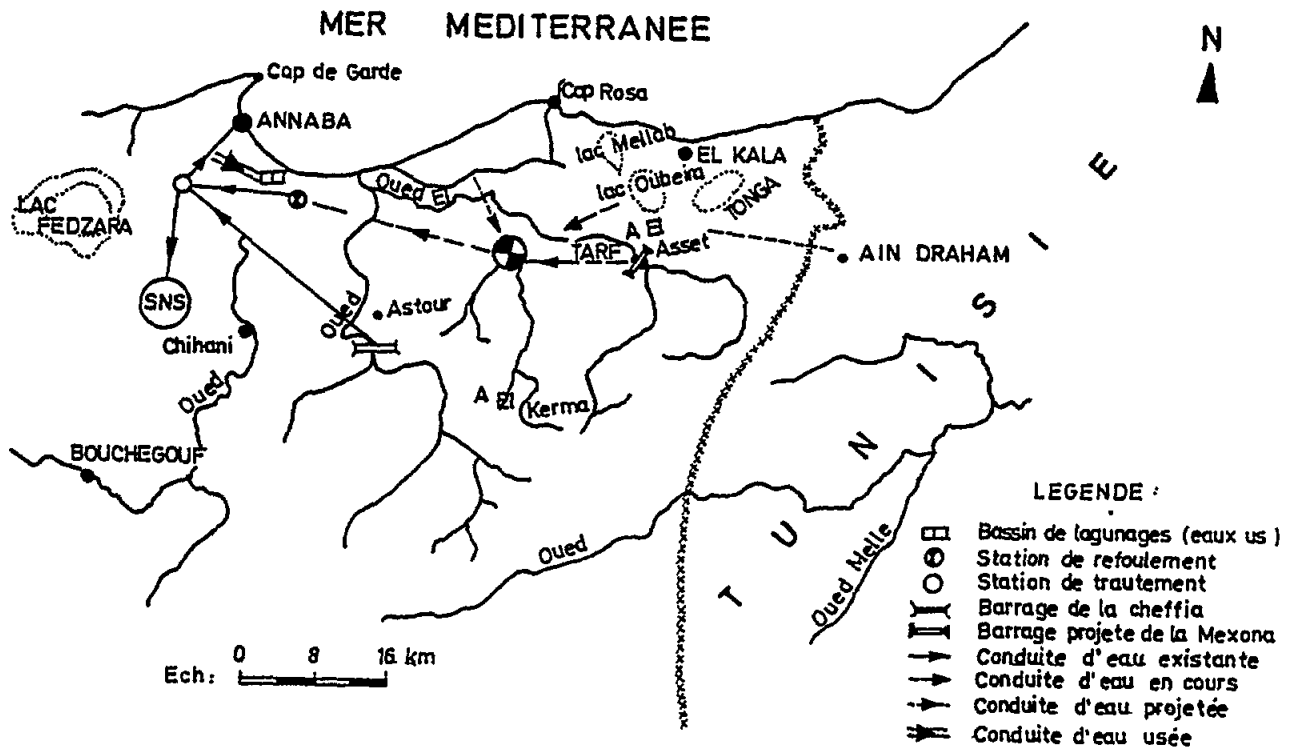 MER MEDITERRANEE
N
Cap de Garde
ANNABA
Cap Rosa
lac Mellab
EL KALA
lac Oubeira
TONGA
LAC
FEDZARA
Oued El
A El
TARF
Asset
AIN DRAHAM
SNS
Astour
Oued
Chihani
Oued
A El
Kerma
BOUCHEGOUF
Oued
Oued Melle
TUNISIE
Ech: 0 8 16 km
LEGENDE :
Bassin de lagunages (eaux us)
Station de refoulement
Station de trautement
Barrage de la cheffia
Barrage projete de la Mexona
Conduite d'eau existante
Conduite d'eau en cours
Conduite d'eau projetée
Conduite d'eau usée